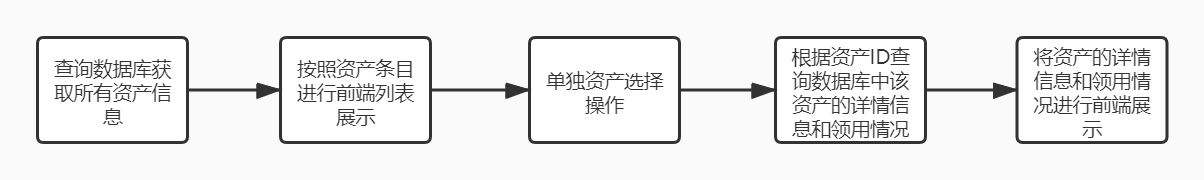 查询数据库获
取所有资产信
息
按照资产条目
进行前端列表
展示
单独资产选择
操作
根据资产ID查
询数据库中该
资产的详情信
息和领用情况
将资产的详情
信息和领用情
况进行前端展
示